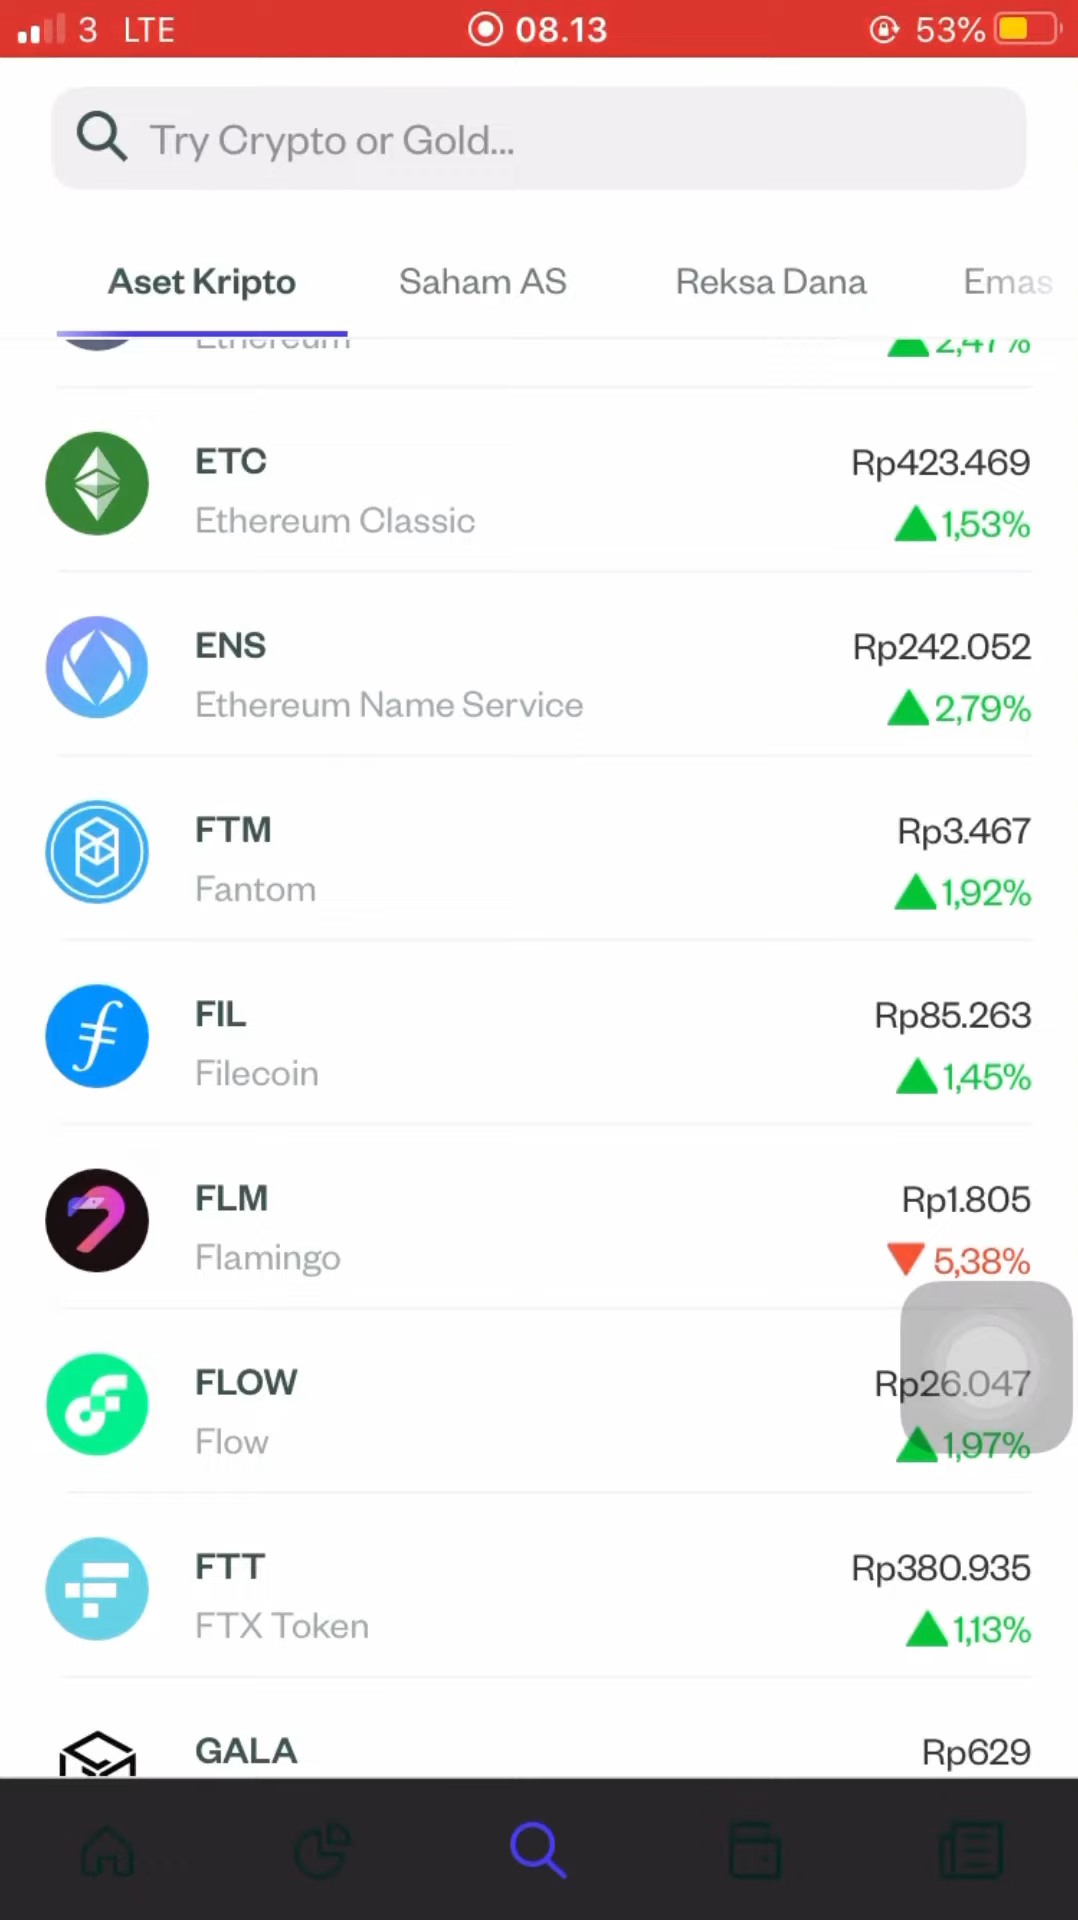 3 LTE 08.13 53%
Try Crypto or Gold...
Aset Kripto Saham AS Reksa Dana Emas
Ethereum 2,47%
ETC Rp423.469
Ethereum Classic 1,53%
ENS Rp242.052
Ethereum Name Service 2,79%
FTM Rp3.467
Fantom 1,92%
FIL Rp85.263
Filecoin 1,45%
FLM Rp1.805
Flamingo 5,38%
FLOW Rp26.047
Flow 1,97%
FTT Rp380.935
FTX Token 1,13%
GALA Rp629